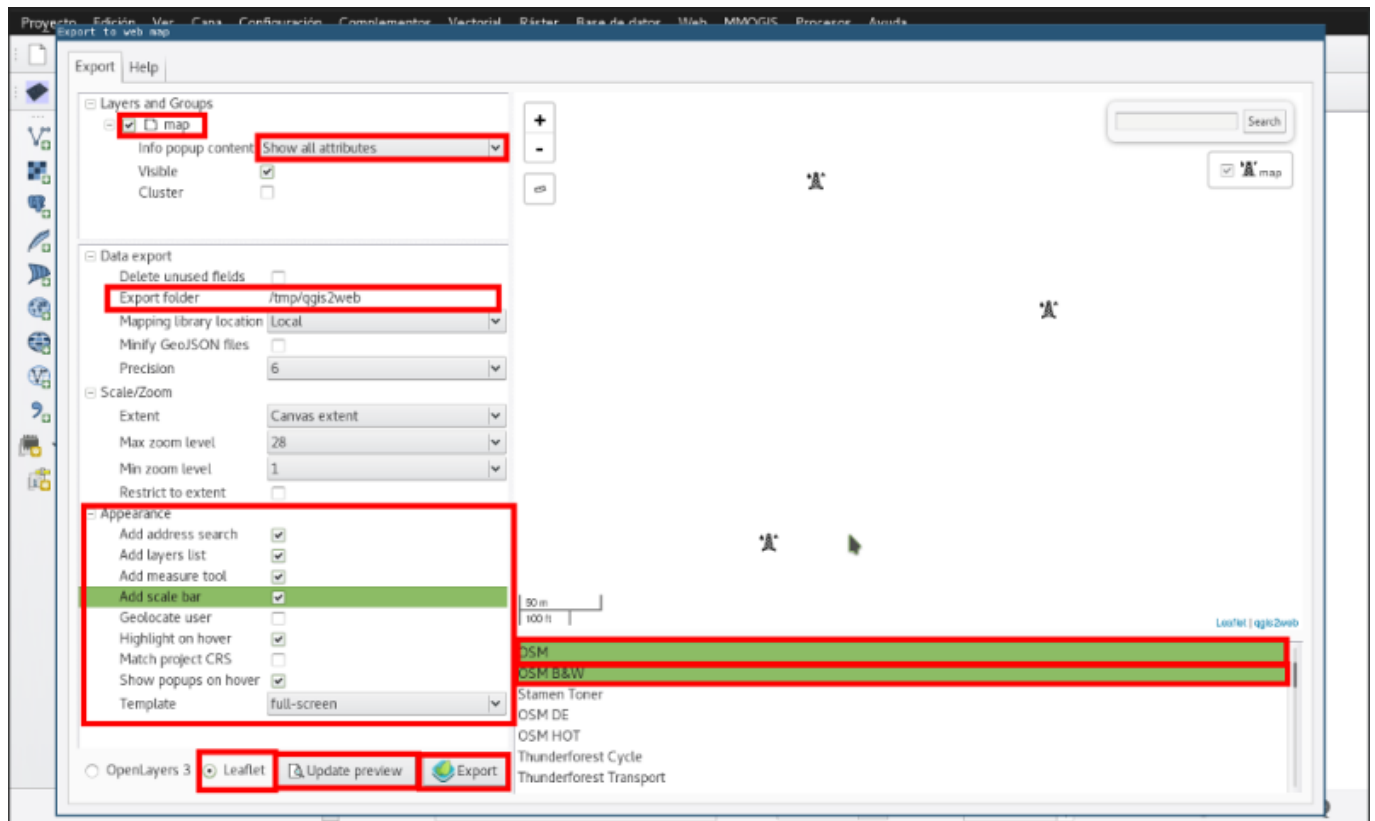 Proyecto Edición Ver Capa Configuración Complementos Vectorial Ráster Base de datos Web MMQGIS Proceses Ayuda
Export to web map
Export Help
Layers and Groups
map
Info popup content Show all attributes
Visible
Cluster
Data export
Delete unused fields
Export folder /tmp/qgis2web
Mapping library location Local
Minify GeoJSON files
Precision 6
Scale/Zoom
Extent Canvas extent
Max zoom level 28
Min zoom level 1
Restrict to extent
Appearance
Add address search
Add layers list
Add measure tool
Add scale bar
Geolocate user
Highlight on hover
Match project CRS
Show popups on hover
Template full-screen
OpenLayers 3 Leaflet Update preview Export
+
-
Search
map
50 m
100 ft
Leaflet | qgis2web
OSM
OSM B&W
Stamen Toner
OSM DE
OSM HOT
Thunderforest Cycle
Thunderforest Transport